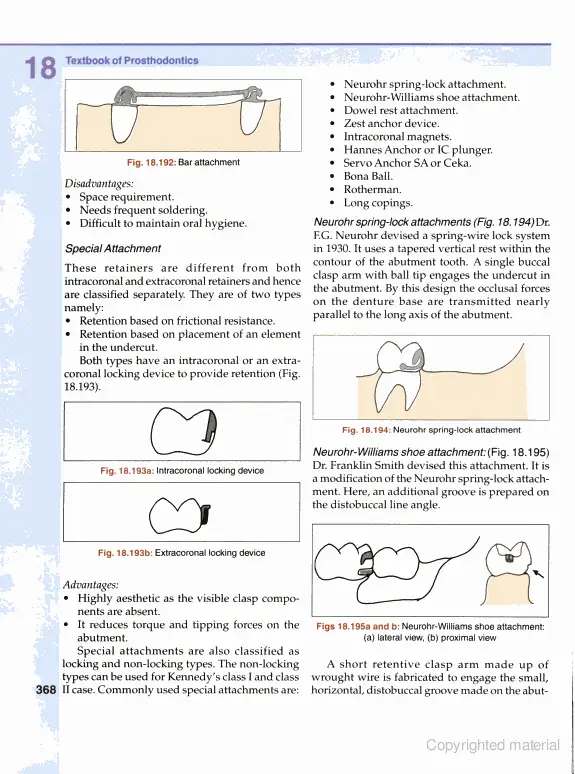 18
Textbook of Prosthodontics
Fig. 18.192: Bar attachment
Disadvantages:
• Space requirement.
• Needs frequent soldering.
• Difficult to maintain oral hygiene.
Special Attachment
These retainers are different from both
intracoronal and extracoronal retainers and hence
are classified separately. They are of two types
namely:
• Retention based on frictional resistance.
• Retention based on placement of an element
in the undercut.
Both types have an intracoronal or an extra-
coronal locking device to provide retention (Fig.
18.193).
Fig. 18.193a: Intracoronal locking device
Fig. 18.193b: Extracoronal locking device
Advantages:
• Highly aesthetic as the visible clasp compo-
nents are absent.
• It reduces torque and tipping forces on the
abutment.
Special attachments are also classified as
locking and non-locking types. The non-locking
types can be used for Kennedy's class I and class
II case. Commonly used special attachments are:
368
• Neurohr spring-lock attachment.
• Neurohr-Williams shoe attachment.
• Dowel rest attachment.
• Zest anchor device.
• Intracoronal magnets.
• Hannes Anchor or IC plunger.
• Servo Anchor SA or Ceka.
• Bona Ball.
• Rotherman.
• Long copings.
Neurohr spring-lock attachments (Fig. 18.194) Dr.
F.G. Neurohr devised a spring-wire lock system
in 1930. It uses a tapered vertical rest within the
contour of the abutment tooth. A single buccal
clasp arm with ball tip engages the undercut in
the abutment. By this design the occlusal forces
on the denture base are transmitted nearly
parallel to the long axis of the abutment.
Fig. 18.194: Neurohr spring-lock attachment
Neurohr-Williams shoe attachment: (Fig. 18.195)
Dr. Franklin Smith devised this attachment. It is
a modification of the Neurohr spring-lock attach-
ment. Here, an additional groove is prepared on
the distobuccal line angle.
Figs 18.195a and b: Neurohr-Williams shoe attachment:
(a) lateral view, (b) proximal view
A short retentive clasp arm made up of
wrought wire is fabricated to engage the small,
horizontal, distobuccal groove made on the abut-
Copyrighted material